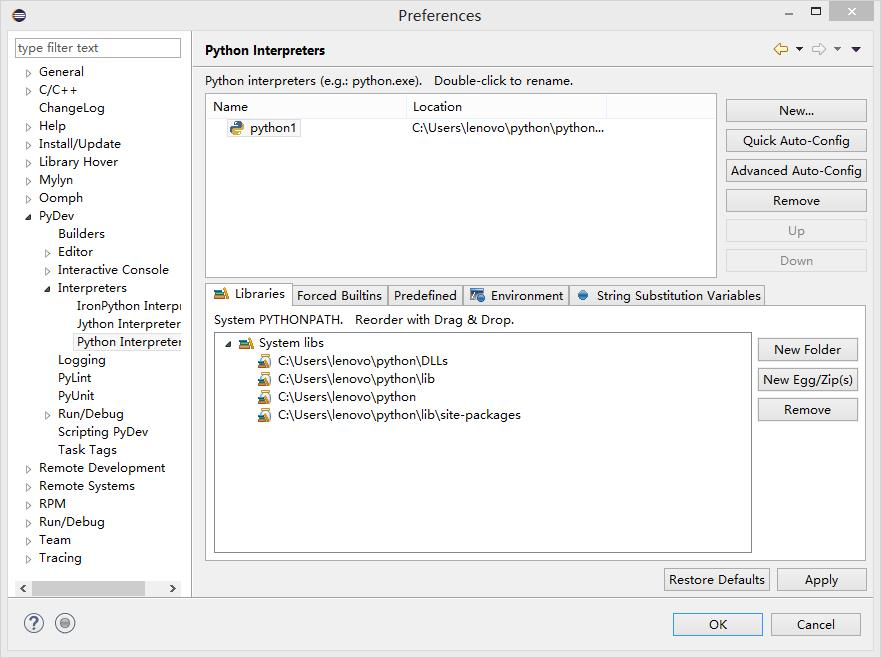 Preferences
type filter text
General
C/C++
ChangeLog
Help
Install/Update
Library Hover
Mylyn
Oomph
PyDev
Builders
Editor
Interactive Console
Interpreters
IronPython Interpr
Jython Interpreter
Python Interpreter
Logging
PyLint
PyUnit
Run/Debug
Scripting PyDev
Task Tags
Remote Development
Remote Systems
RPM
Run/Debug
Team
Tracing
Python Interpreters
Python interpreters (e.g.: python.exe).   Double-click to rename.
Name Location
python1 C:\Users\lenovo\python\python...
New...
Quick Auto-Config
Advanced Auto-Config
Remove
Up
Down
Libraries Forced Builtins Predefined Environment String Substitution Variables
System PYTHONPATH.   Reorder with Drag & Drop.
System libs
C:\Users\lenovo\python\DLLs
C:\Users\lenovo\python\lib
C:\Users\lenovo\python
C:\Users\lenovo\python\lib\site-packages
New Folder
New Egg/Zip(s)
Remove
Restore Defaults Apply
? OK Cancel